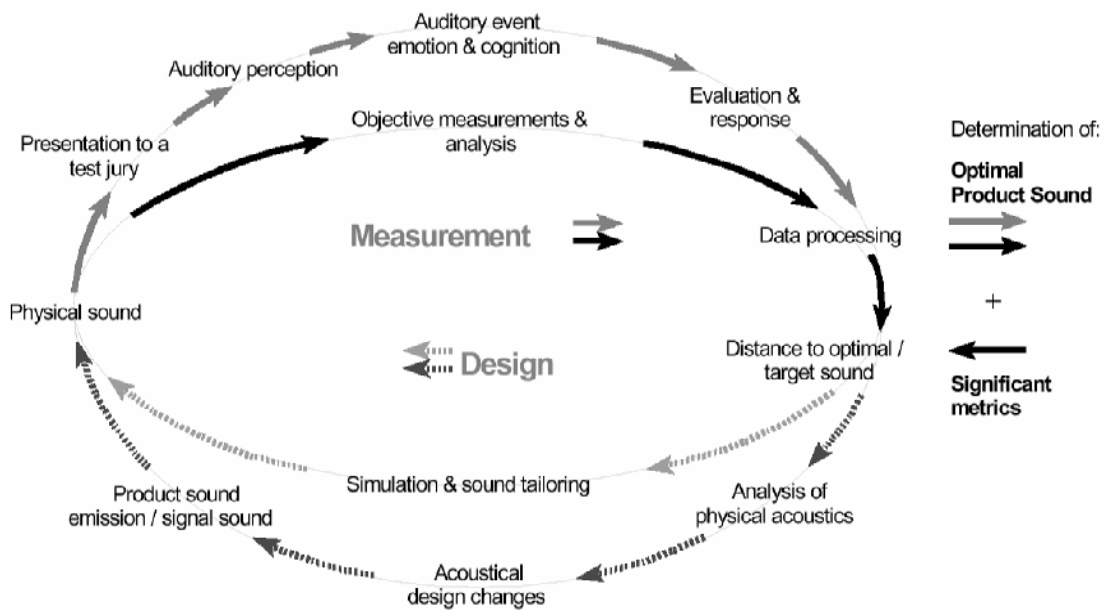 Auditory event
emotion & cognition
Auditory perception
Evaluation &
response
Objective measurements &
analysis
Presentation to a
test jury
Determination of:
Optimal
Product Sound
Measurement
Data processing
Physical sound
+
Design
Distance to optimal /
target sound
Significant
metrics
Simulation & sound tailoring
Product sound
emission / signal sound
Analysis of
physical acoustics
Acoustical
design changes